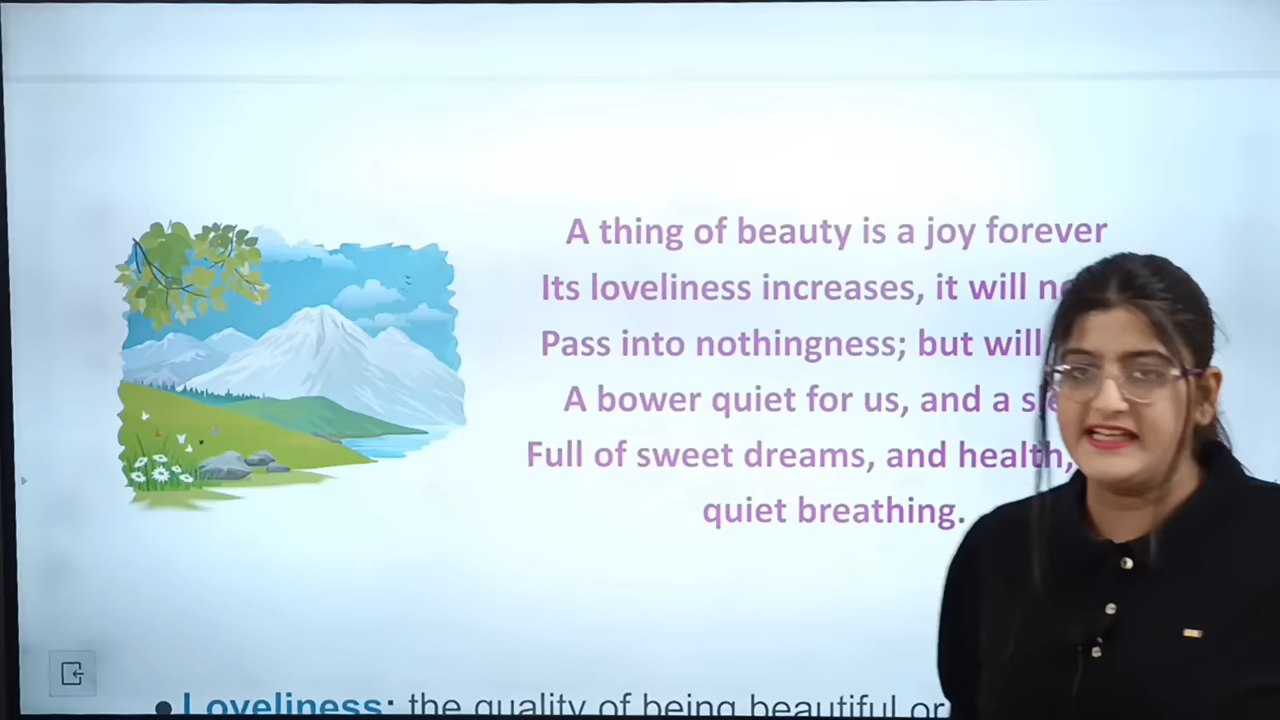 A thing of beauty is a joy forever
Its loveliness increases, it will
Pass into nothingness; but will
A bower quiet for us, and a
Full of sweet dreams, and health,
quiet breathing.
• Loveliness: the quality of being beautiful or